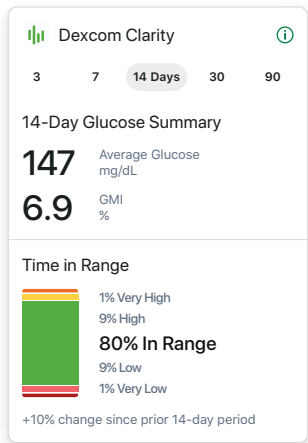 Dexcom Clarity
3 7 14 Days 30 90
14-Day Glucose Summary
147 Average Glucose
mg/dL
6.9 GMI
%
Time in Range
1% Very High
9% High
80% In Range
9% Low
1% Very Low
+10% change since prior 14-day period